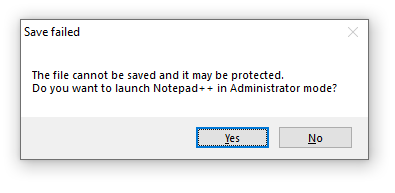 Save failed
The file cannot be saved and it may be protected.
Do you want to launch Notepad++ in Administrator mode?
Yes
No